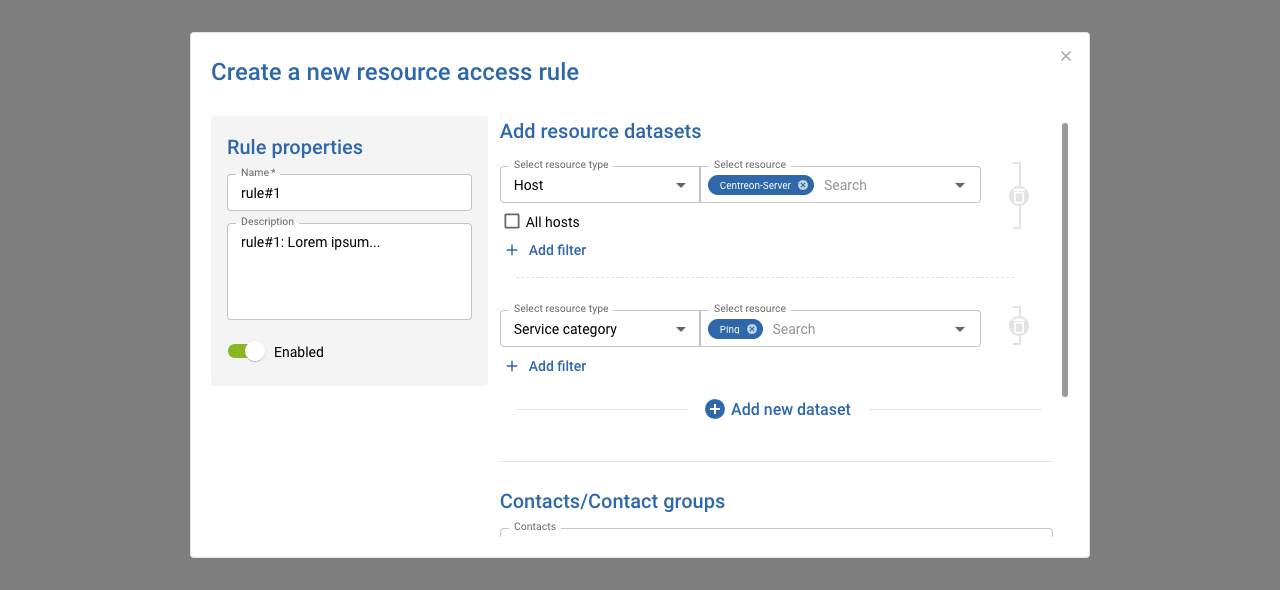 Create a new resource access rule
Rule properties
Name *
rule#1
Description
rule#1: Lorem ipsum...
Enabled
Add resource datasets
Select resource type
Host
Select resource
Centreon-Server
Search
All hosts
Add filter
Select resource type
Service category
Select resource
Ping
Search
Add filter
Add new dataset
Contacts/Contact groups
Contacts